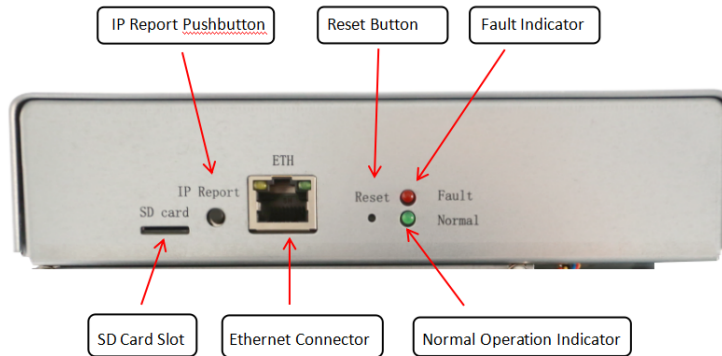 IP Report Pushbutton
Reset Button
Fault Indicator
ETH
IP Report
Reset
Fault
SD card
Normal
SD Card Slot
Ethernet Connector
Normal Operation Indicator